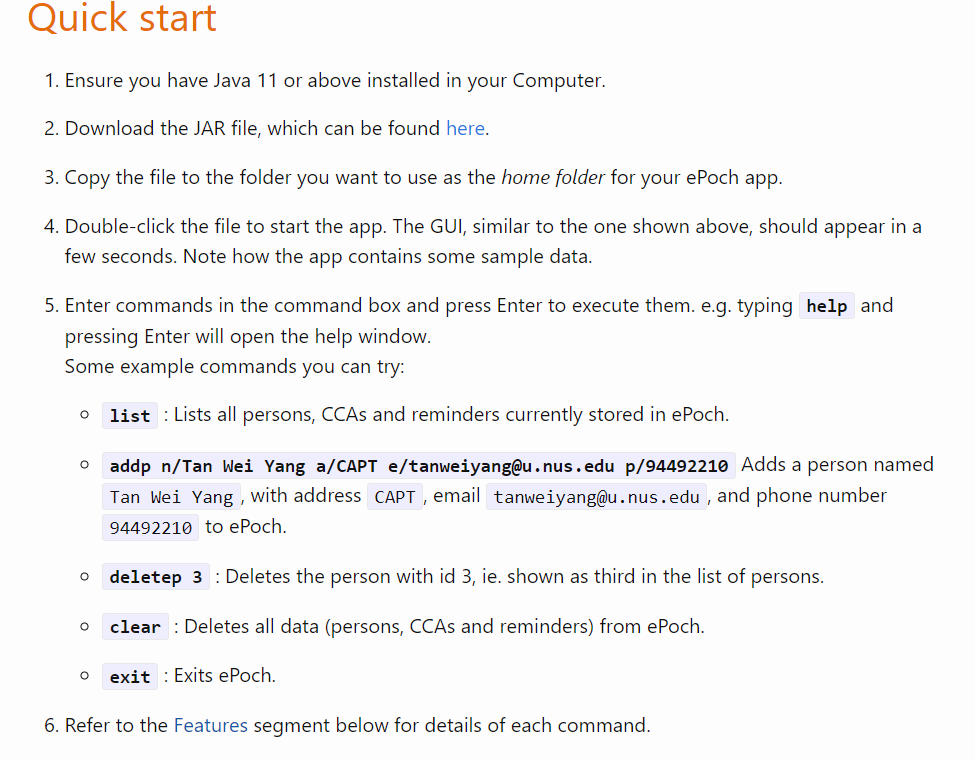 Quick start
1. Ensure you have Java 11 or above installed in your Computer.
2. Download the JAR file, which can be found here.
3. Copy the file to the folder you want to use as the home folder for your ePoch app.
4. Double-click the file to start the app. The GUI, similar to the one shown above, should appear in a
few seconds. Note how the app contains some sample data.
5. Enter commands in the command box and press Enter to execute them. e.g. typing help and
pressing Enter will open the help window.
Some example commands you can try:
○ list : Lists all persons, CCAs and reminders currently stored in ePoch.
○ addp n/Tan Wei Yang a/CAPT e/tanweiyang@u.nus.edu p/94492210 Adds a person named
Tan Wei Yang , with address CAPT , email tanweiyang@u.nus.edu , and phone number
94492210 to ePoch.
○ deletep 3 : Deletes the person with id 3, ie. shown as third in the list of persons.
○ clear : Deletes all data (persons, CCAs and reminders) from ePoch.
○ exit : Exits ePoch.
6. Refer to the Features segment below for details of each command.